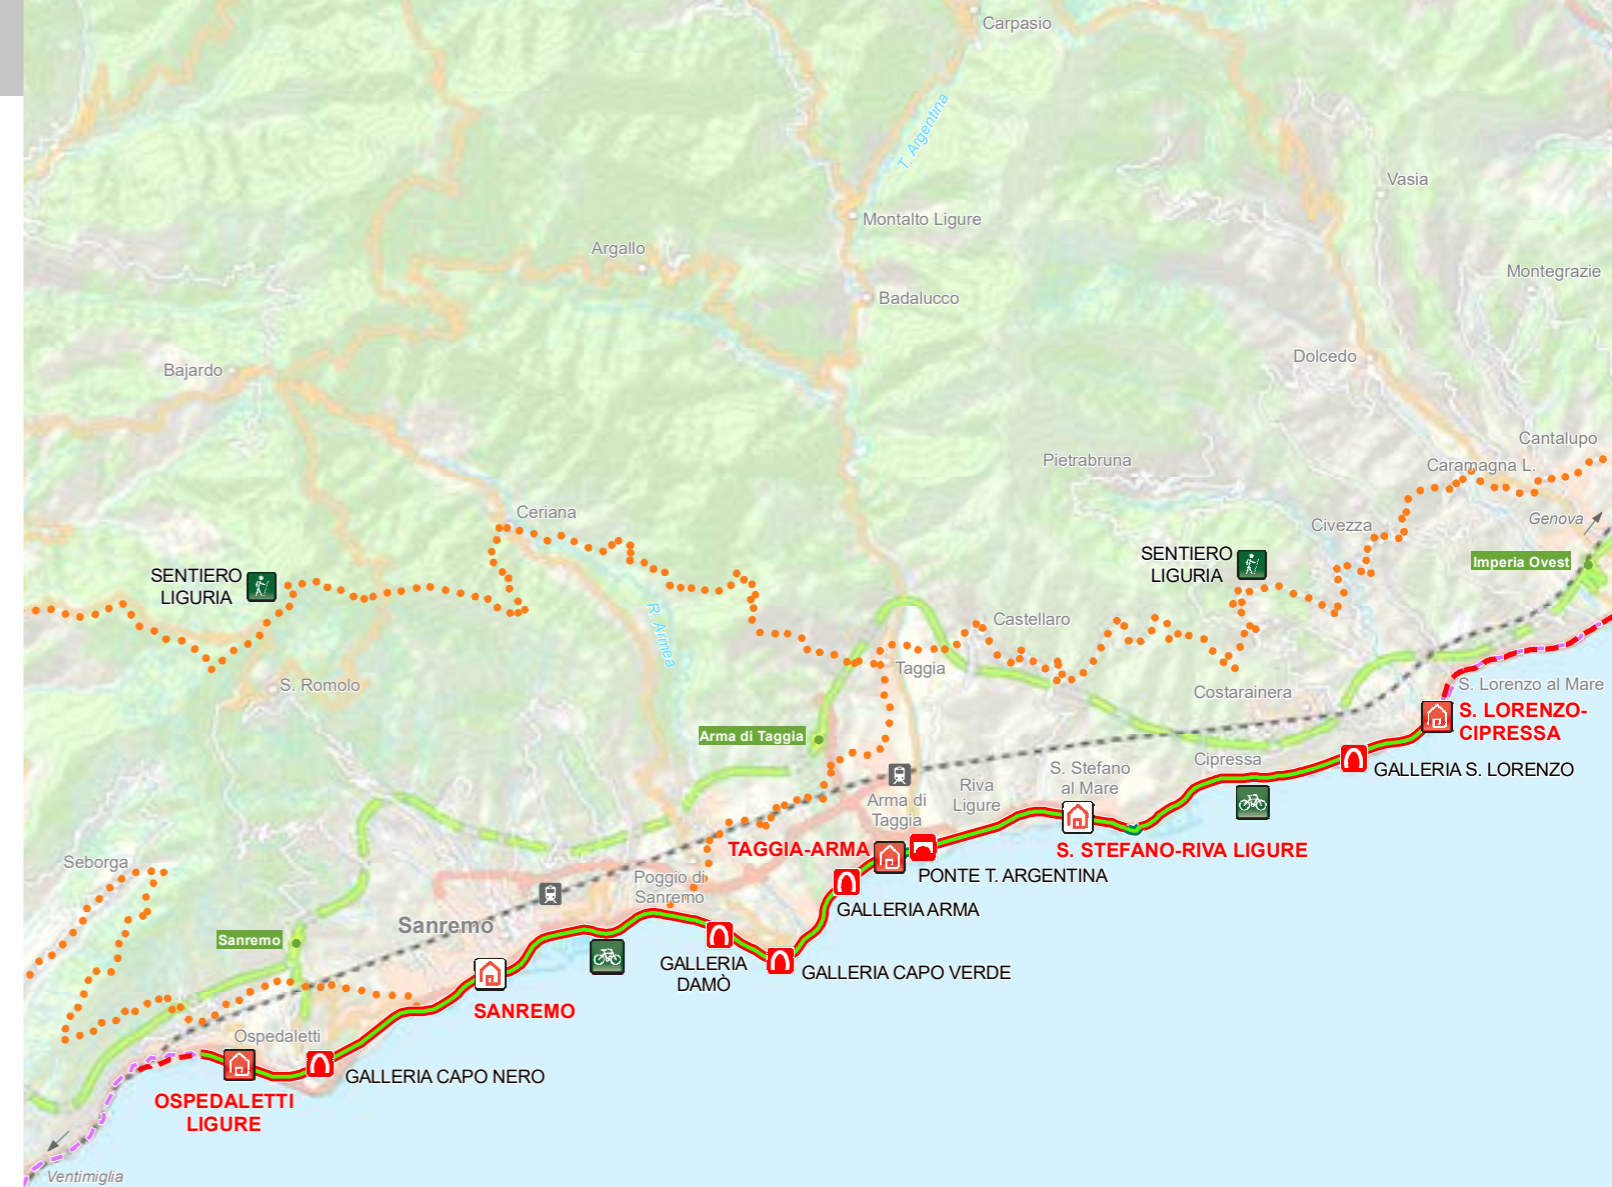 Carpasio
T. Argentina
Vasia
Montalto Ligure
Argallo
Montegrazie
Badalucco
Dolcedo
Bajardo
Cantalupo
Pietrabruna
Caramagna L.
Ceriana
Genova
Civezza
SENTIERO
LIGURIA
SENTIERO
LIGURIA
Imperia Ovest
R. Armea
Castellaro
Taggia
S. Romolo
Costarainera
S. Lorenzo al Mare
S. LORENZO-
CIPRESSA
Arma di Taggia
Cipressa
GALLERIA S. LORENZO
S. Stefano
al Mare
Riva
Ligure
Arma di
Taggia
TAGGIA-ARMA
S. STEFANO-RIVA LIGURE
Seborga
PONTE T. ARGENTINA
Poggio di
Sanremo
GALLERIA ARMA
Sanremo
Sanremo
GALLERIA
DAMÒ
GALLERIA CAPO VERDE
SANREMO
Ospedaletti
GALLERIA CAPO NERO
OSPEDALETTI
LIGURE
Ventimiglia